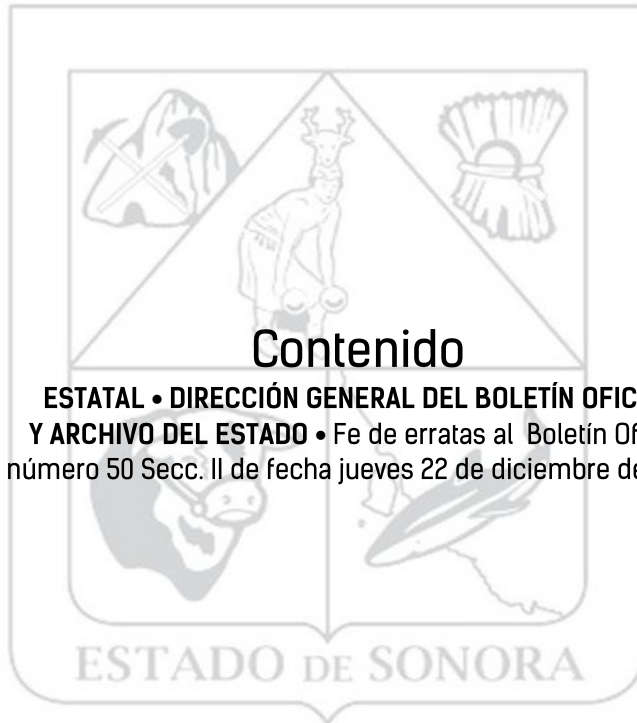 Contenido
ESTATAL • DIRECCIÓN GENERAL DEL BOLETÍN OFIC
Y ARCHIVO DEL ESTADO • Fe de erratas al Boletín Of
número 50 Secc. II de fecha jueves 22 de diciembre de
ESTADO DE SONORA